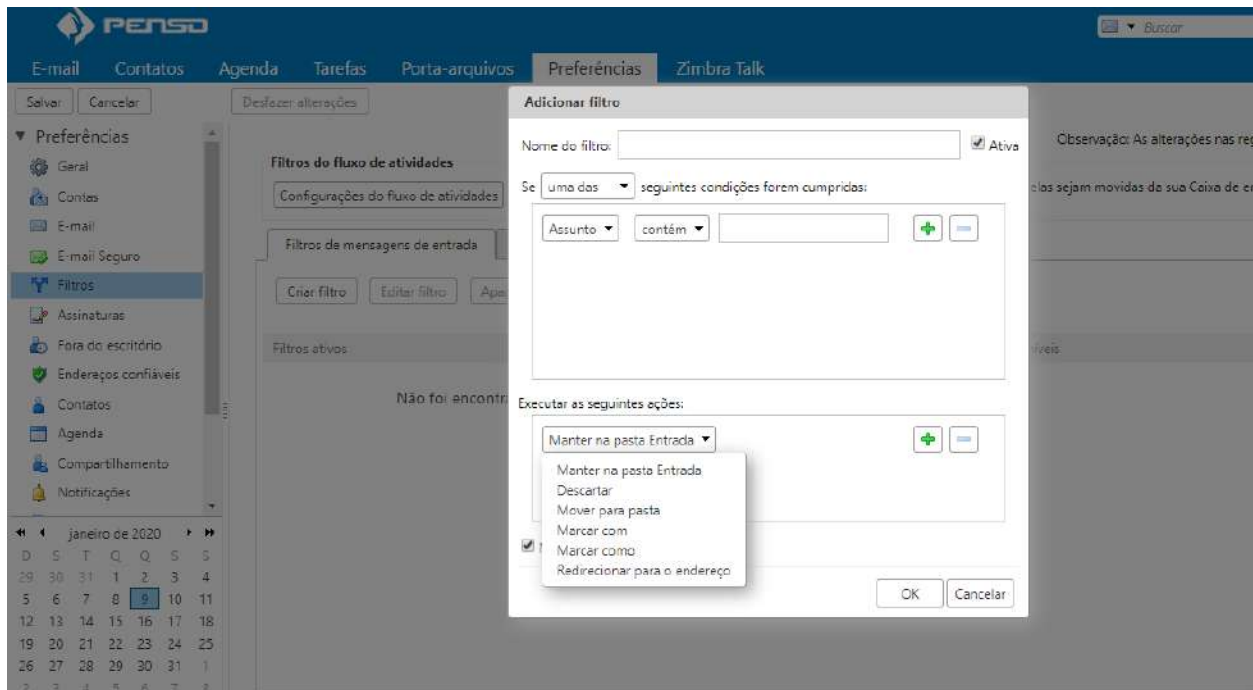 PENSO
Buscar
E-mail Contatos Agenda Tarefas Porta-arquivos Preferências Zimbra Talk
Salvar Cancelar Desfazer alterações
Preferências
Geral
Contas
E-mail
E-mail Seguro
Filtros
Assinaturas
Fora do escritório
Endereços confiáveis
Contatos
Agenda
Compartilhamento
Notificações
janeiro de 2020
D S T Q Q S S
29 30 31 1 2 3 4
5 6 7 8 9 10 11
12 13 14 15 16 17 18
19 20 21 22 23 24 25
26 27 28 29 30 31 1
2 3 4 5 6 7 8
Filtros do fluxo de atividades
Configurações do fluxo de atividades
Filtros de mensagens de entrada
Criar filtro Editar filtro
Filtros ativos
Não foi
Adicionar filtro
Nome do filtro: Ativa
Se uma das seguintes condições forem cumpridas:
Assunto contém
Executar as seguintes ações:
Manter na pasta Entrada
Manter na pasta Entrada
Descartar
Mover para pasta
Marcar com
Marcar como
Redirecionar para o endereço
OK Cancelar
Observação: As alterações nas
sejam movidas da sua Caixa de